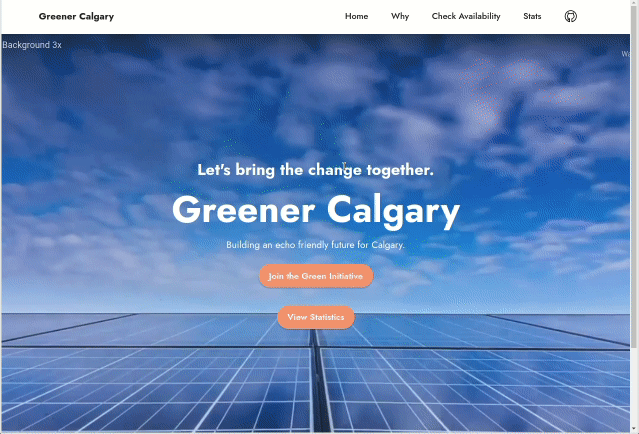 Greener Calgary
Home Why Check Availability Stats
Background 3x
Let's bring the change together.
Greener Calgary
Building an echo friendly future for Calgary.
Join the Green Initiative
View Statistics